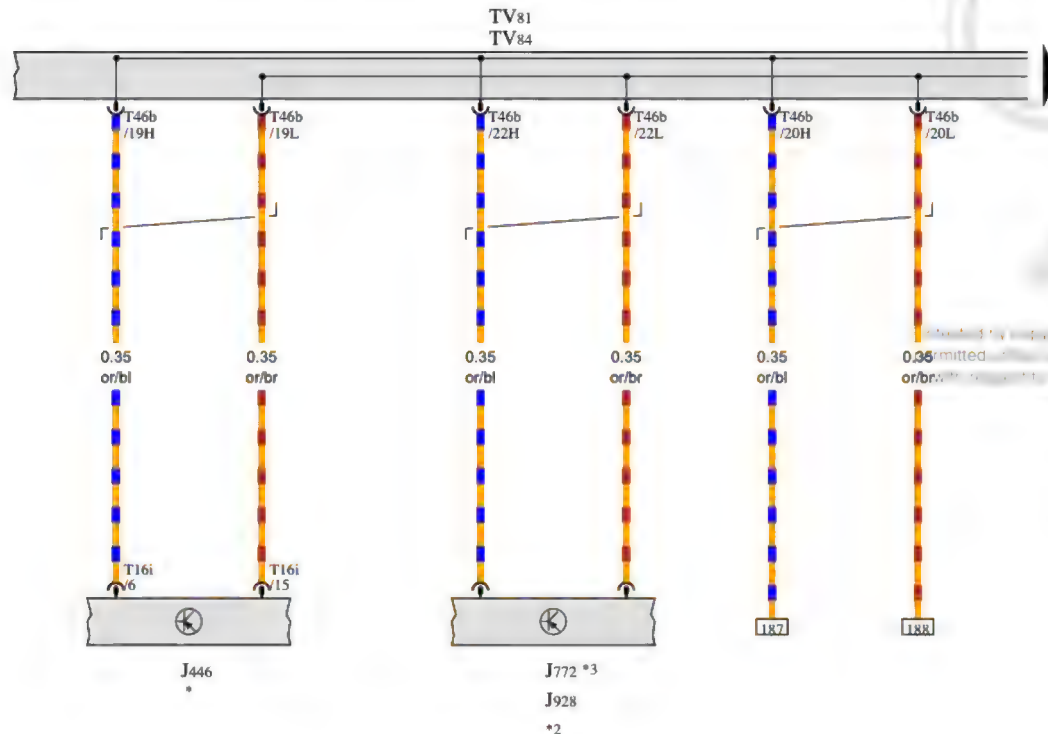 TV81
TV84
T46b T46b T46b T46b T46b T46b
/19H /19L /22H /22L /20H /20L
0.35 0.35 0.35 0.35 0.35 0.35 rmitted
or/bl or/br or/bl or/br or/bl or/br
T16i T16i
/6 /15
187 188
J446 J772 *3
* J928
*2